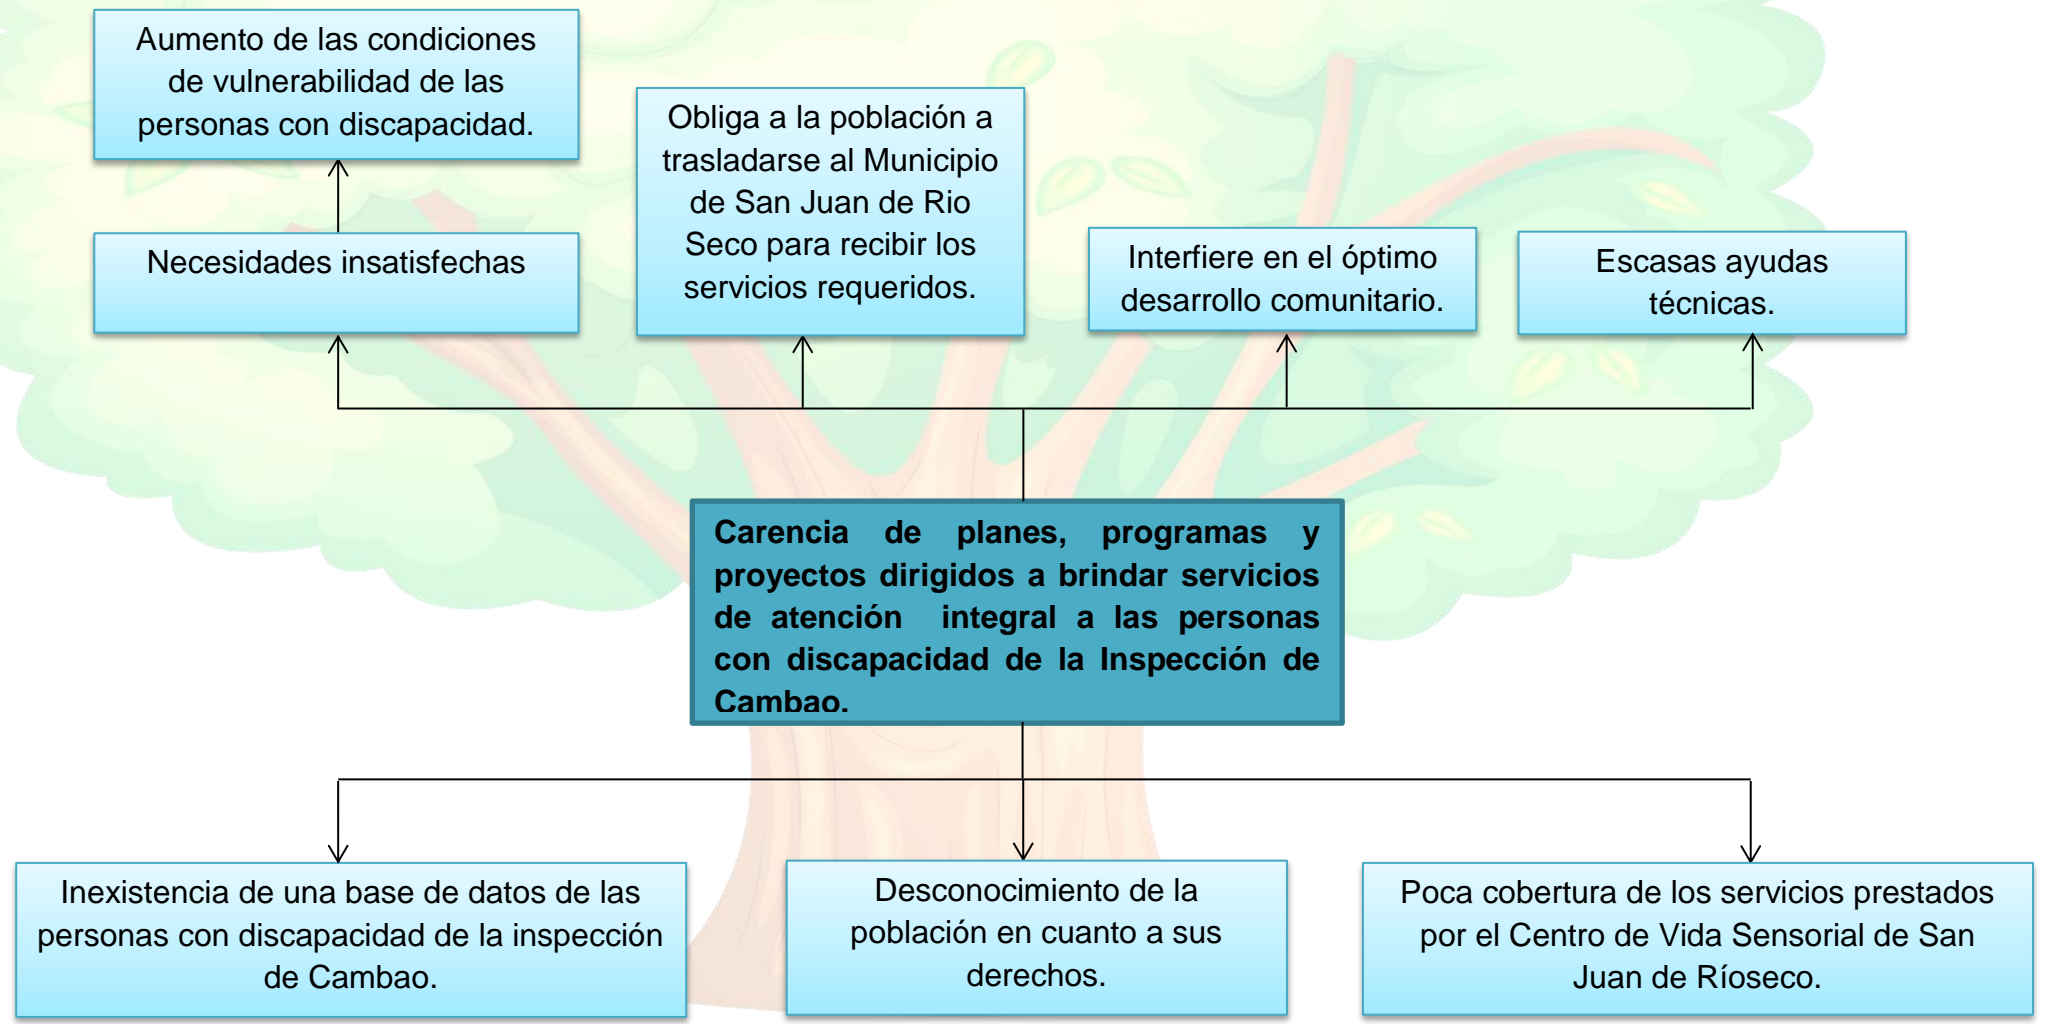 Aumento de las condiciones
de vulnerabilidad de las
personas con discapacidad.
Necesidades insatisfechas
Obliga a la población a
trasladarse al Municipio
de San Juan de Rio
Seco para recibir los
servicios requeridos.
Interfiere en el óptimo
desarrollo comunitario.
Escasas ayudas
técnicas.
Carencia de planes, programas y
proyectos dirigidos a brindar servicios
de atención integral a las personas
con discapacidad de la Inspección de
Cambao.
Inexistencia de una base de datos de las
personas con discapacidad de la inspección
de Cambao.
Desconocimiento de la
población en cuanto a sus
derechos.
Poca cobertura de los servicios prestados
por el Centro de Vida Sensorial de San
Juan de Ríoseco.